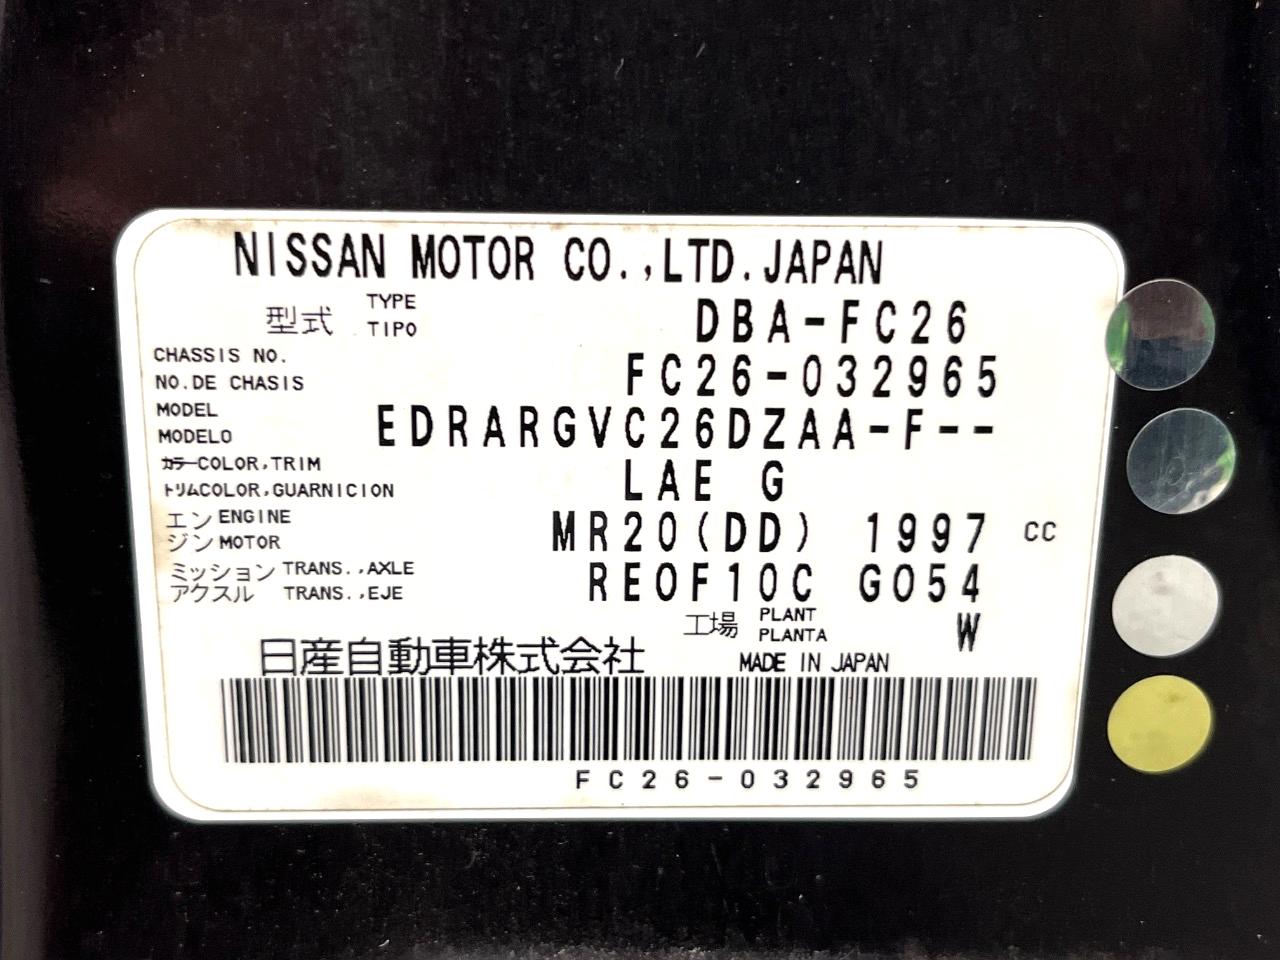 NISSAN MOTOR CO.,LTD.JAPAN
型式 TYPE TIPO DBA-FC26
CHASSIS NO.
NO.DE CHASIS FC26-032965
MODEL
MODELO EDRARGVC26DZAA-F--
カラーCOLOR,TRIM
トリムCOLOR,GUARNICION LAE G
エンジン ENGINE MOTOR MR20(DD) 1997 CC
ミッション TRANS.,AXLE
アクスル TRANS.,EJE RE0F10C G054
工場 PLANT PLANTA W
日産自動車株式会社 MADE IN JAPAN
FC26-032965